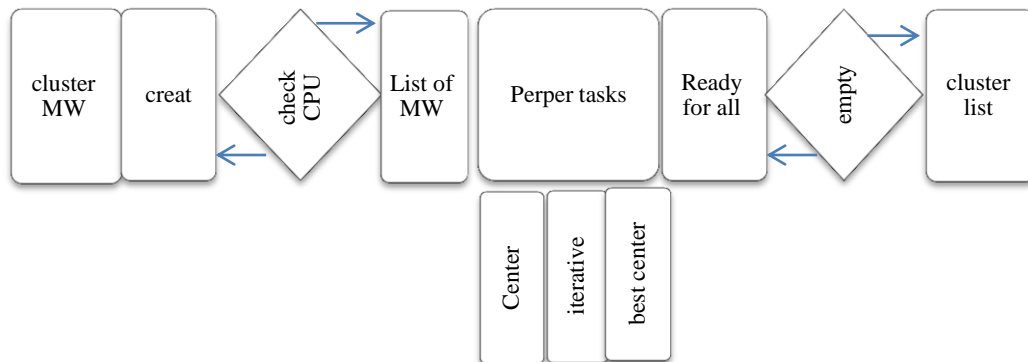 cluster
MW
creat
check
CPU
List of
MW
Perper tasks
Ready
for all
empty
cluster
list
Center
iterative
best center